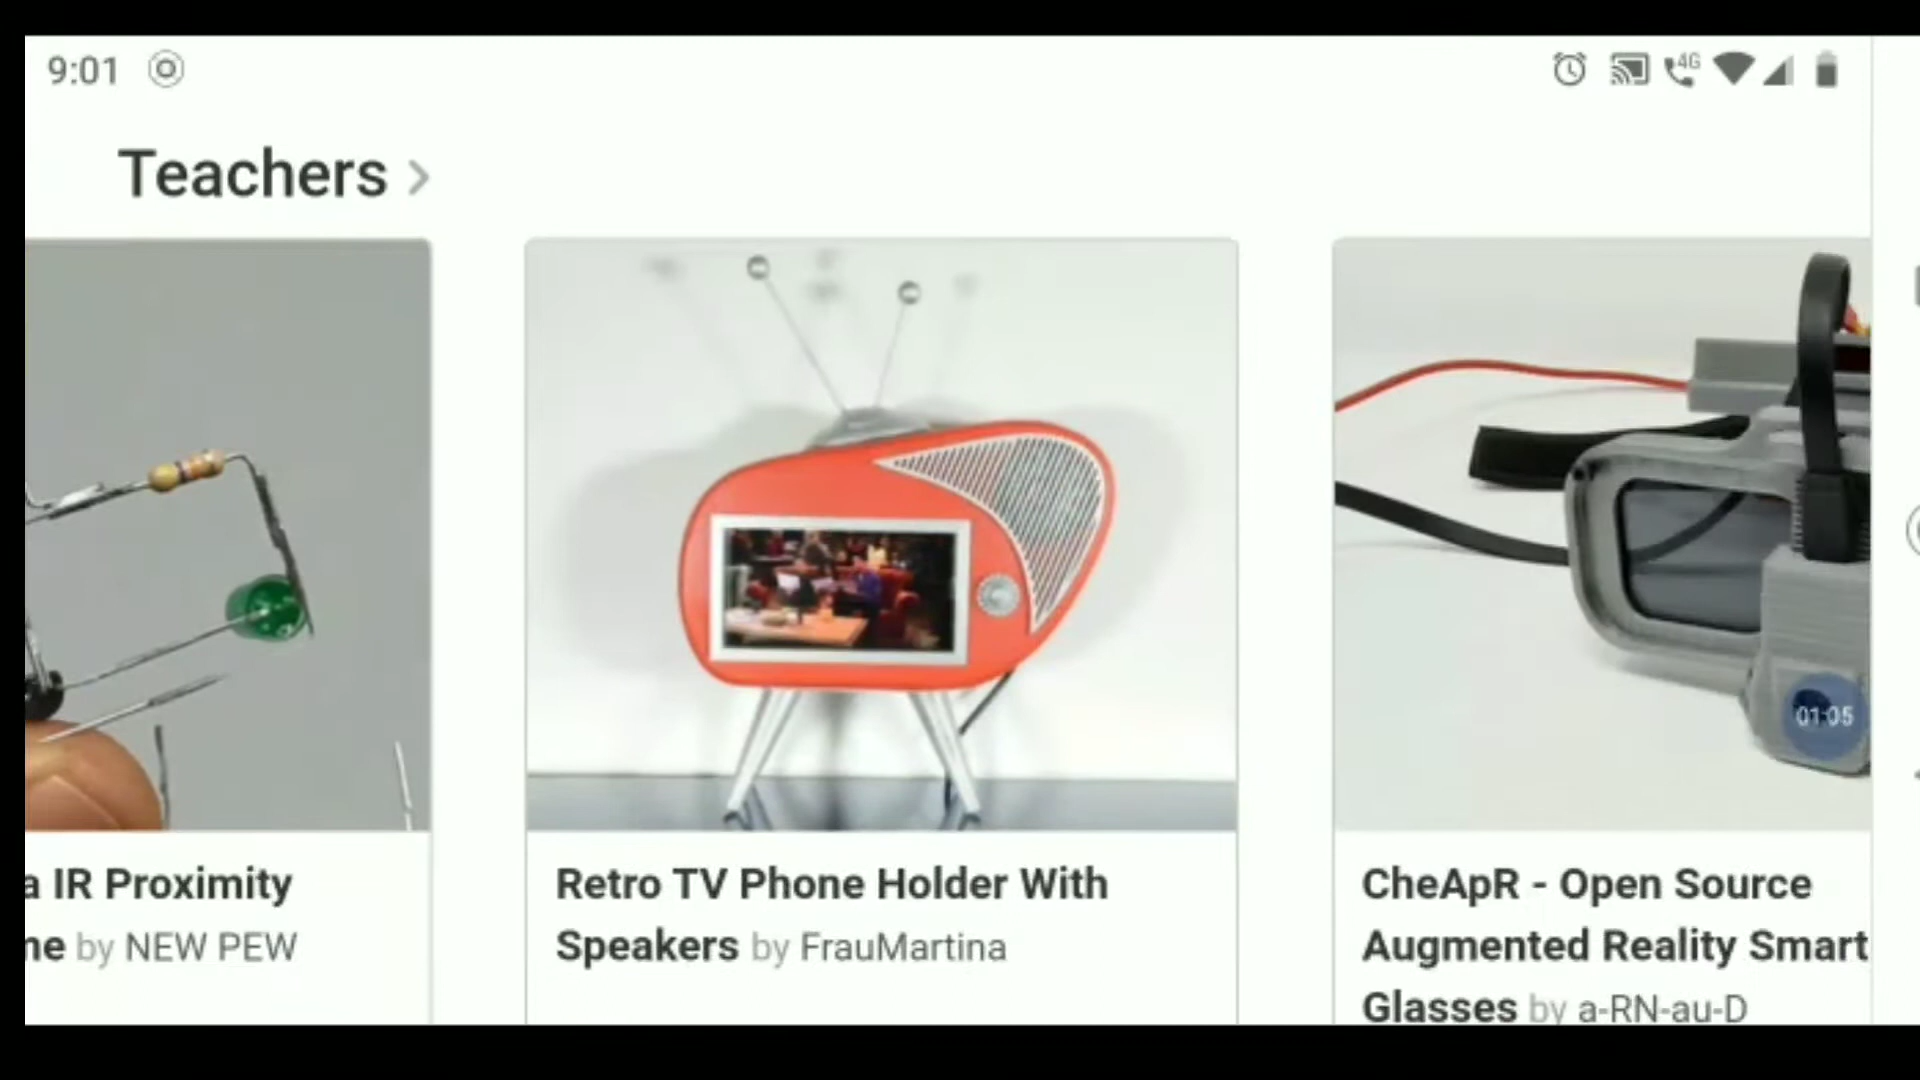 9:01
4G
Teachers
01:05
a IR Proximity
ne by NEW PEW
Retro TV Phone Holder With
Speakers by FrauMartina
CheApR - Open Source
Augmented Reality Smart
Glasses by a-RN-au-D